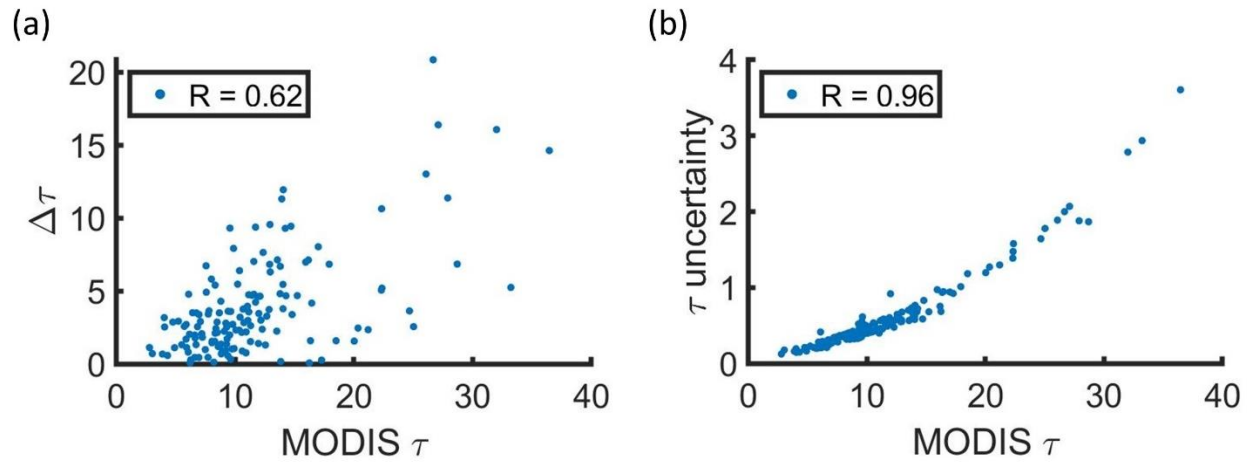 (a)
20
15
10
5
0
R = 0.62
Δτ
0 10 20 30 40
MODIS τ
(b)
4
3
2
1
0
R = 0.96
τ uncertainty
0 10 20 30 40
MODIS τ